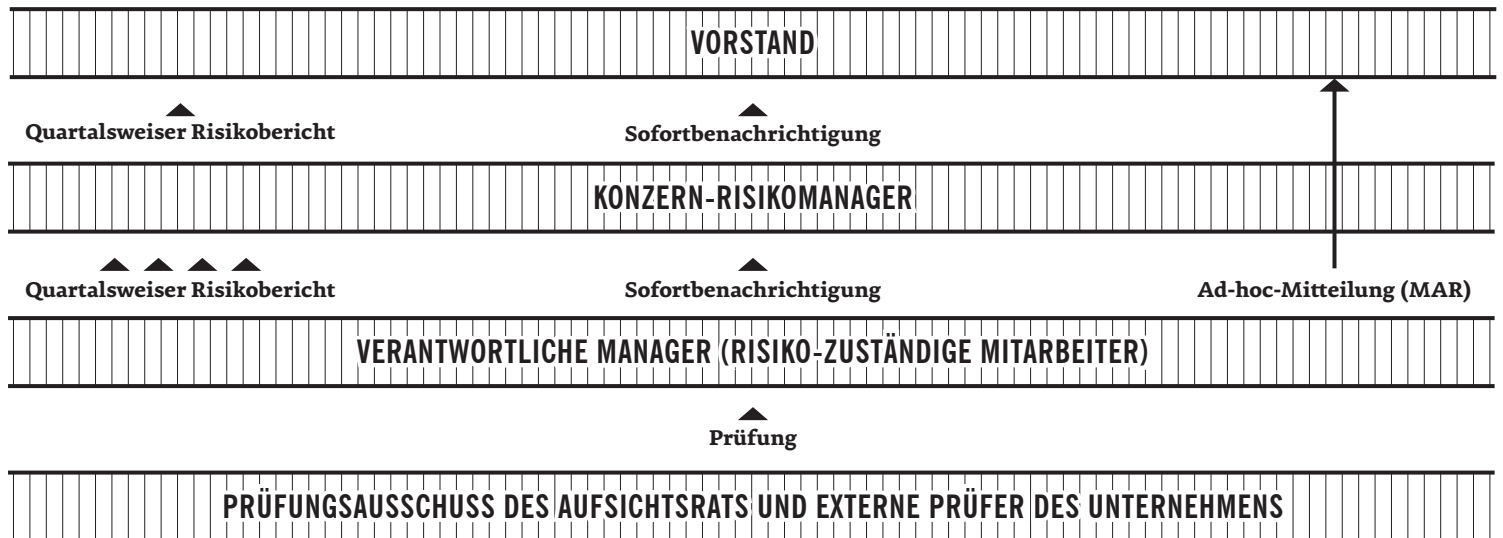 VORSTAND
Quartalsweiser Risikobericht
Sofortbenachrichtigung
KONZERN-RISIKOMANAGER
Quartalsweiser Risikobericht
Sofortbenachrichtigung
Ad-hoc-Mitteilung (MAR)
VERANTWORTLICHE MANAGER (RISIKO-ZUSTÄNDIGE MITARBEITER)
Prüfung
PRÜFUNGSAUSSCHUSS DES AUFSICHTSRATS UND EXTERNE PRÜFER DES UNTERNEHMENS